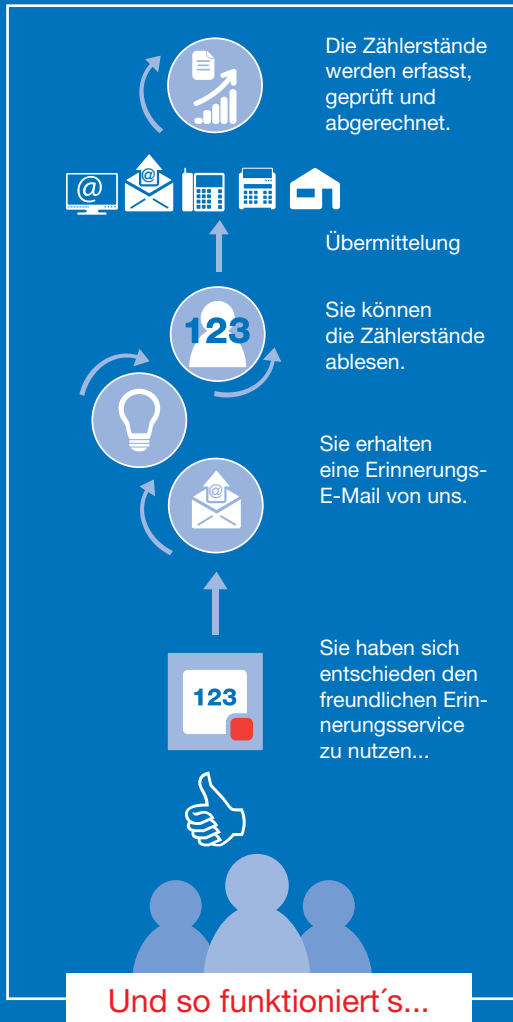 Die Zählerstände
werden erfasst,
geprüft und
abgerechnet.
@
@
Übermittelung
Sie können
die Zählerstände
ablesen.
123
Sie erhalten
eine Erinnerungs-
E-Mail von uns.
@
Sie haben sich
entschieden den
freundlichen Erin-
nerungsservice
zu nutzen...
123
Und so funktioniert´s...